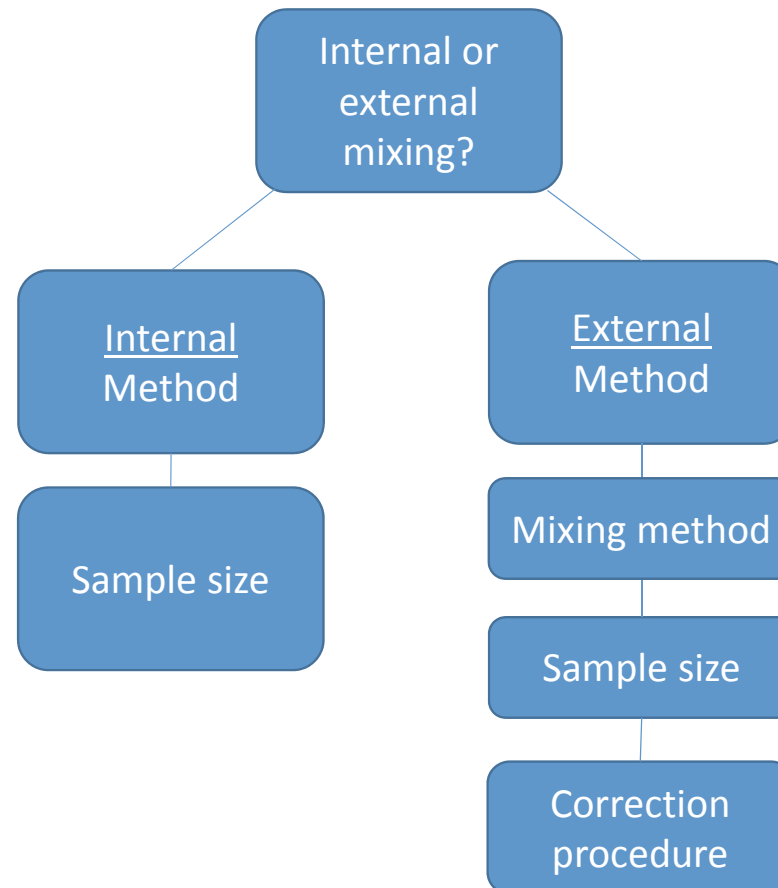 Internal or
external
mixing?
Internal
Method
Sample size
External
Method
Mixing method
Sample size
Correction
procedure